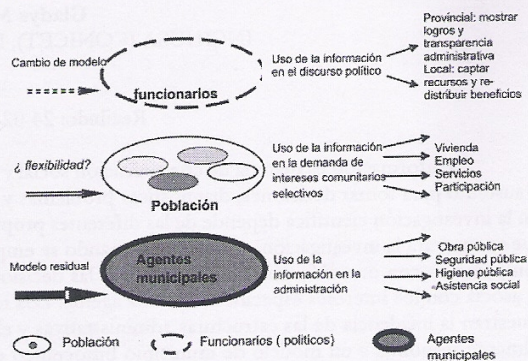 Provincial: mostrar
logros y
transparencia
administrativa
Local: captar
recursos y re-
distribuir beneficios
Cambio de modelo
funcionarios
Uso de la información
en el discurso político
¿ flexibilidad?
Población
Uso de la información
en la demanda de
intereses comunitarios
selectivos
Vivienda
Empleo
Servicios
Participación
Modelo residual
Agentes
municipales
Uso de la
información en la
administración
Obra pública
Seguridad pública
Higiene pública
Asistencia social
Población
Funcionarios ( políticos)
Agentes
municipales